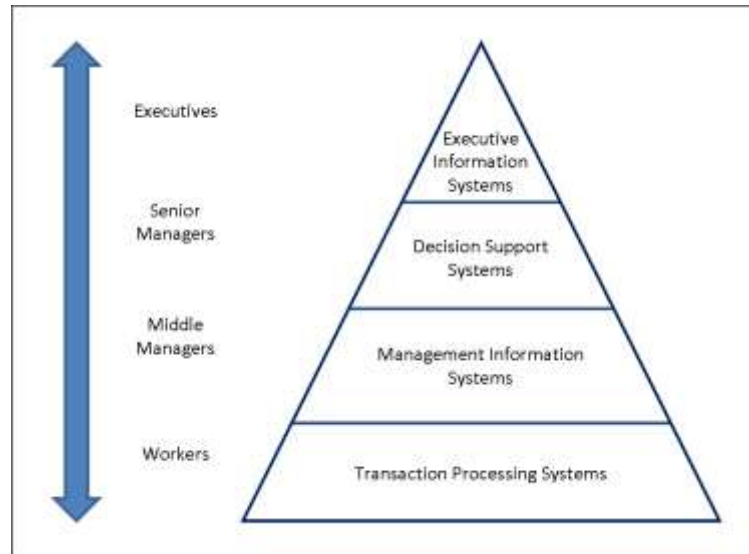 Executives
Executive
Information
Systems
Senior
Managers
Decision Support
Systems
Middle
Managers
Management Information
Systems
Workers
Transaction Processing Systems